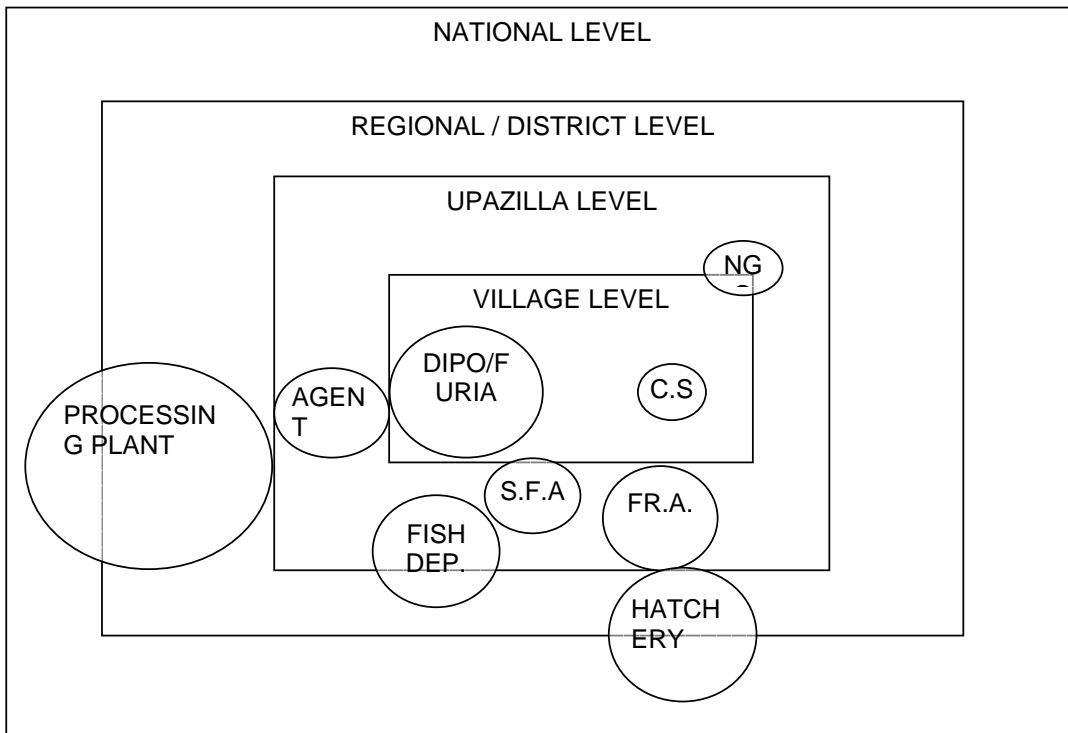 NATIONAL LEVEL
REGIONAL / DISTRICT LEVEL
UPAZILLA LEVEL
NG
VILLAGE LEVEL
DIPO/F
URIA
C.S
AGEN
T
PROCESSIN
G PLANT
S.F.A
FR.A.
FISH
DEP.
HATCH
ERY